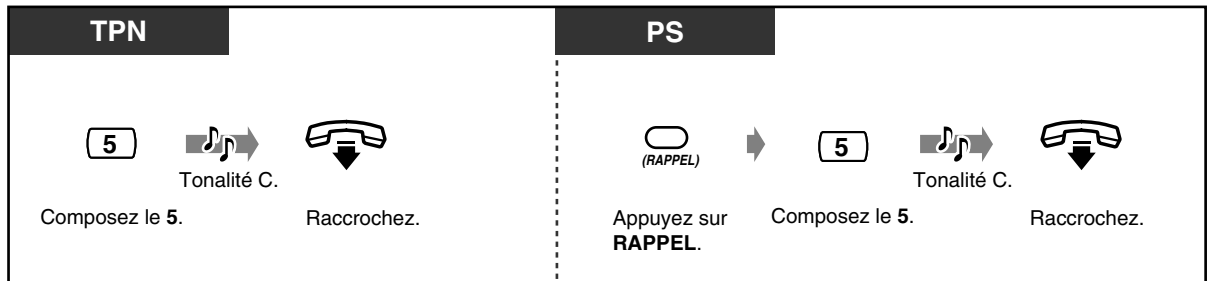 TPN
5
Tonalité C.
Composez le 5.
Raccrochez.
PS
(RAPPEL)
5
Tonalité C.
Appuyez sur
RAPPEL.
Composez le 5.
Raccrochez.